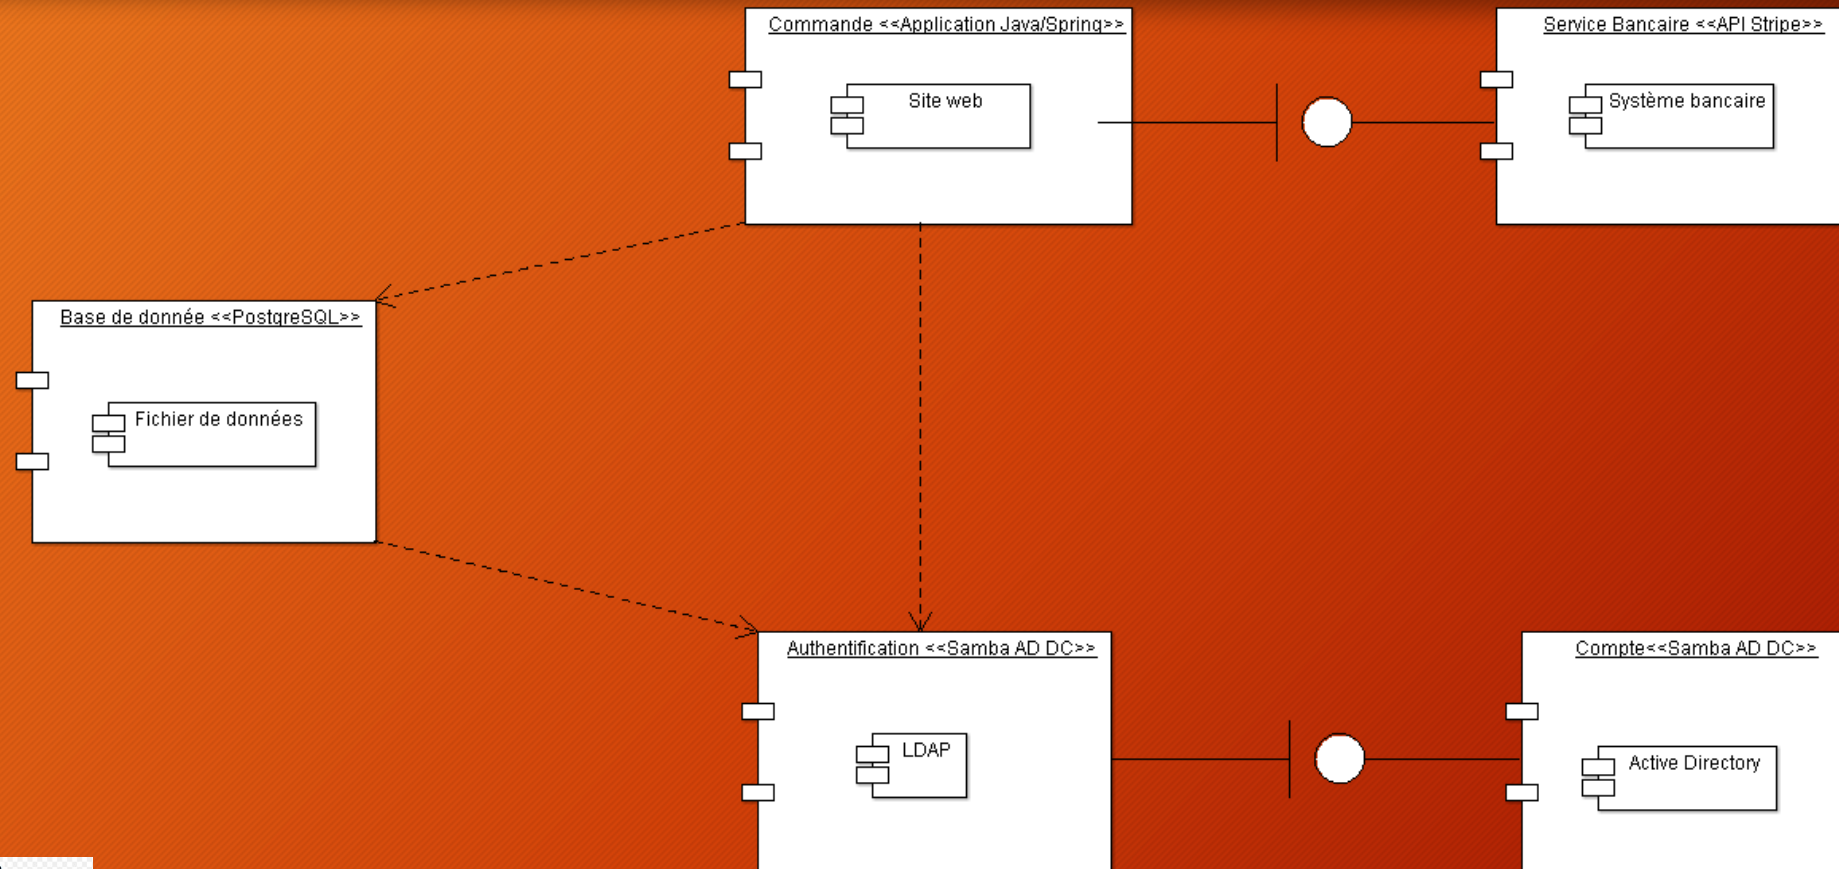 Commande <<Application Java/Spring>>
Site web
Service Bancaire <<API Stripe>>
Système bancaire
Base de donnée <<PostgreSQL>>
Fichier de données
Authentification <<Samba AD DC>>
LDAP
Compte<<Samba AD DC>>
Active Directory